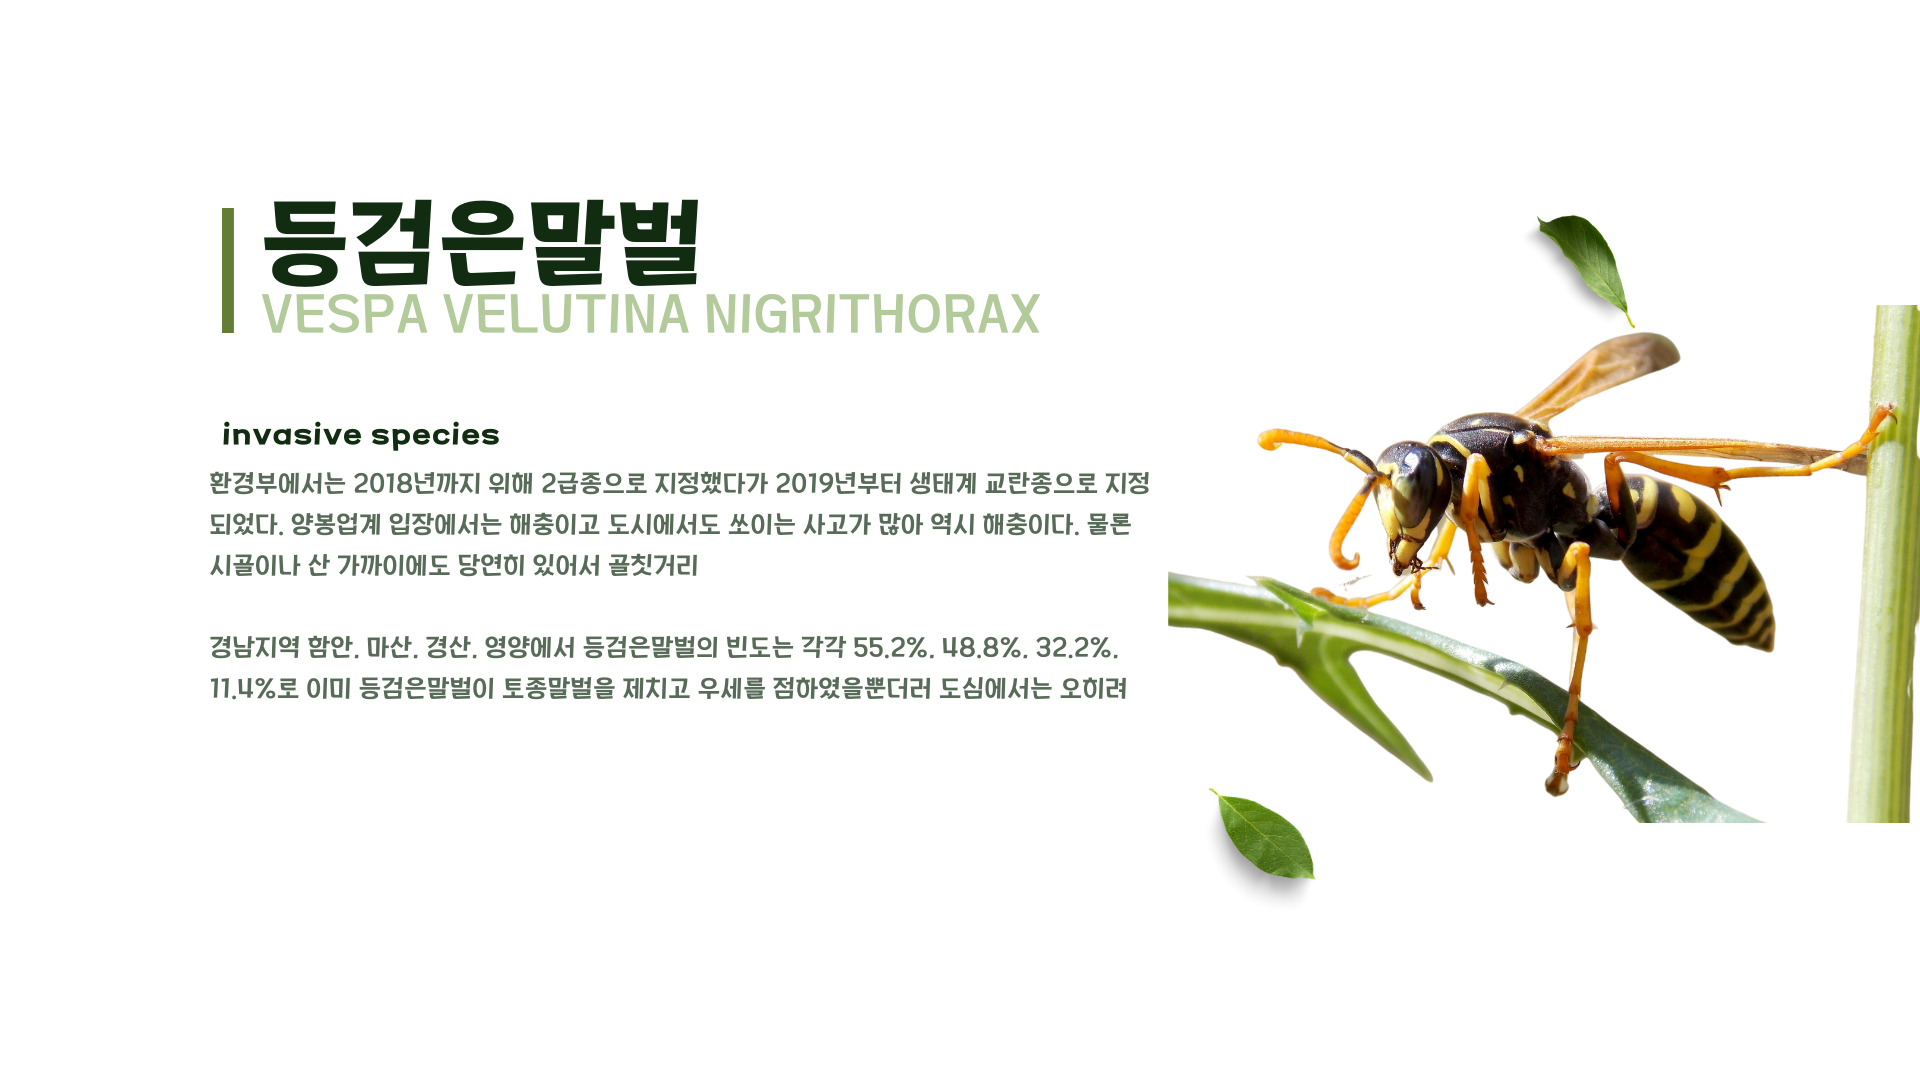 등검은말벌
VESPA VELUTINA NIGRITHORAX
invasive species
환경부에서는 2018년까지 위해 2급종으로 지정했다가 2019년부터 생태계 교란종으로 지정
되었다. 양봉업계 입장에서는 해충이고 도시에서도 쏘이는 사고가 많아 역시 해충이다. 물론
시골이나 산 가까이에도 당연히 있어서 골칫거리
경남지역 함안, 마산, 경산, 영양에서 등검은말벌의 빈도는 각각 55.2%, 48.8%, 32.2%,
11.4%로 이미 등검은말벌이 토종말벌을 제치고 우세를 점하였을뿐더러 도심에서는 오히려